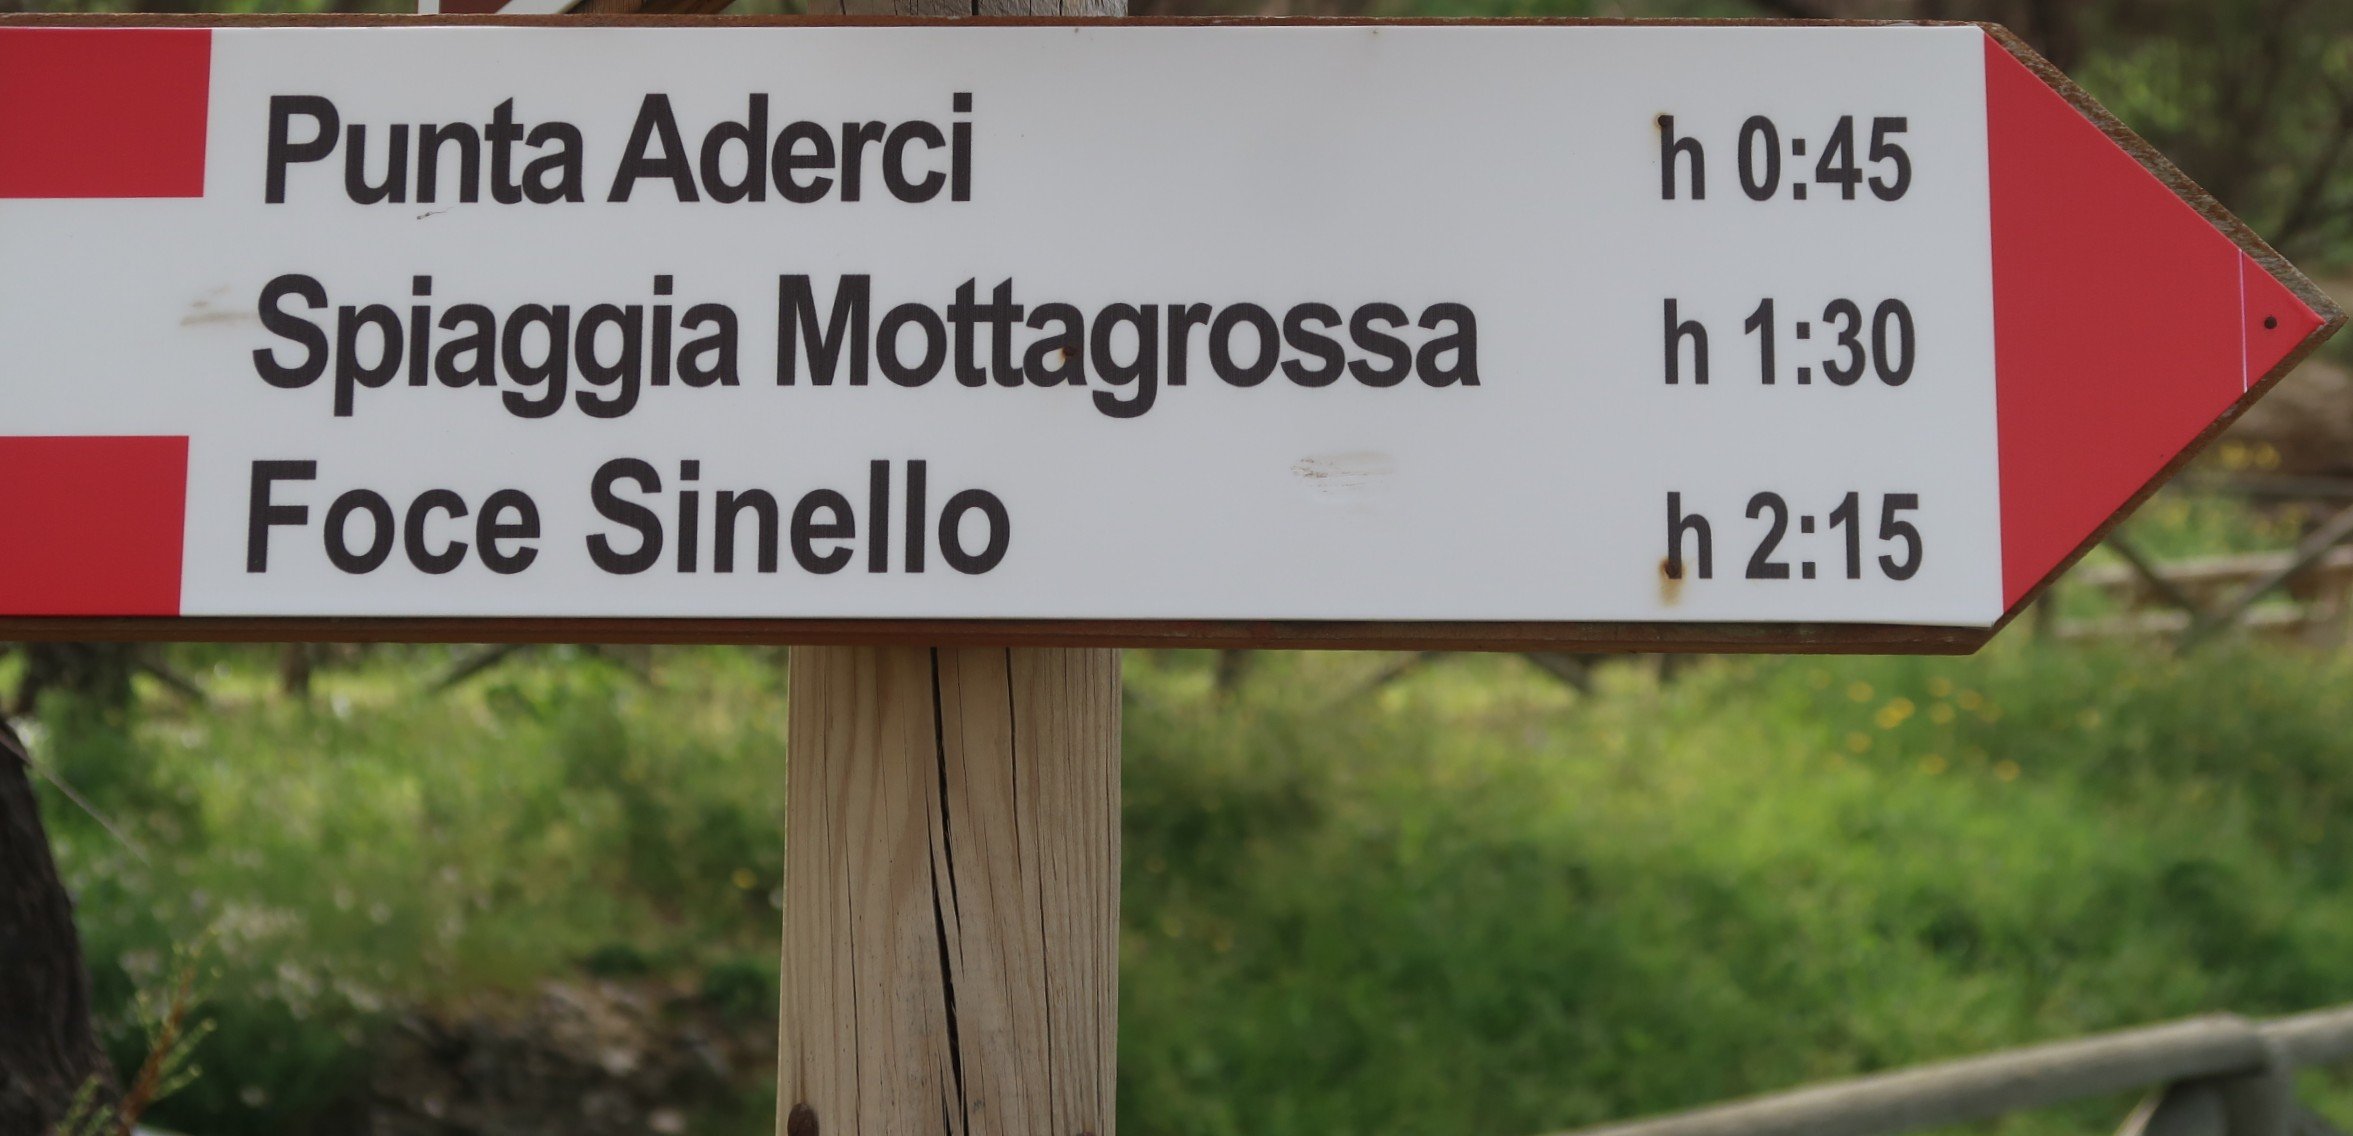 Punta Aderci h 0:45
Spiaggia Mottagrossa h 1:30
Foce Sinello h 2:15